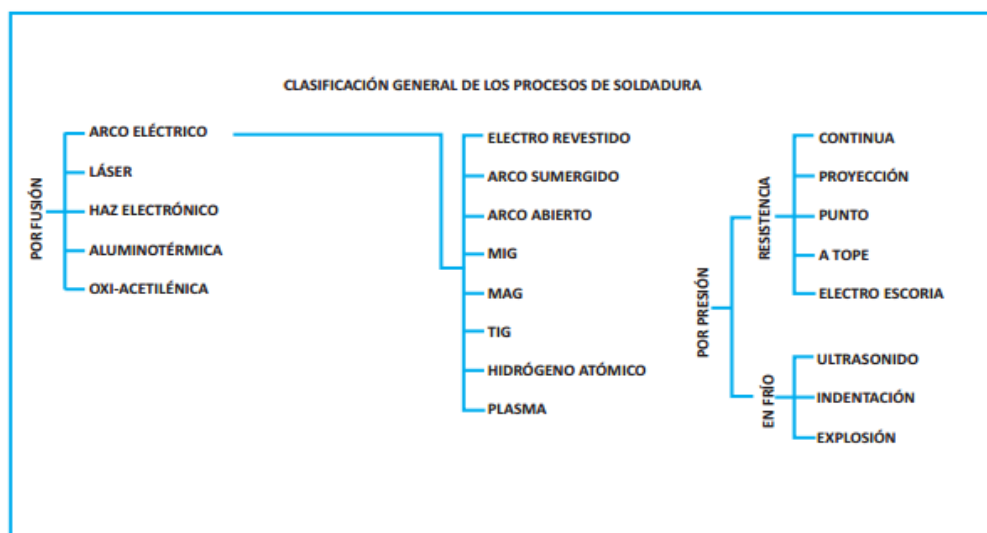 CLASIFICACIÓN GENERAL DE LOS PROCESOS DE SOLDADURA
POR FUSIÓN
ARCO ELÉCTRICO
LÁSER
HAZ ELECTRÓNICO
ALUMINOTÉRMICA
OXI-ACETILÉNICA
ELECTRO REVESTIDO
ARCO SUMERGIDO
ARCO ABIERTO
MIG
MAG
TIG
HIDRÓGENO ATÓMICO
PLASMA
POR PRESIÓN
RESISTENCIA
CONTINUA
PROYECCIÓN
PUNTO
A TOPE
ELECTRO ESCORIA
EN FRÍO
ULTRASONIDO
INDENTACIÓN
EXPLOSIÓN